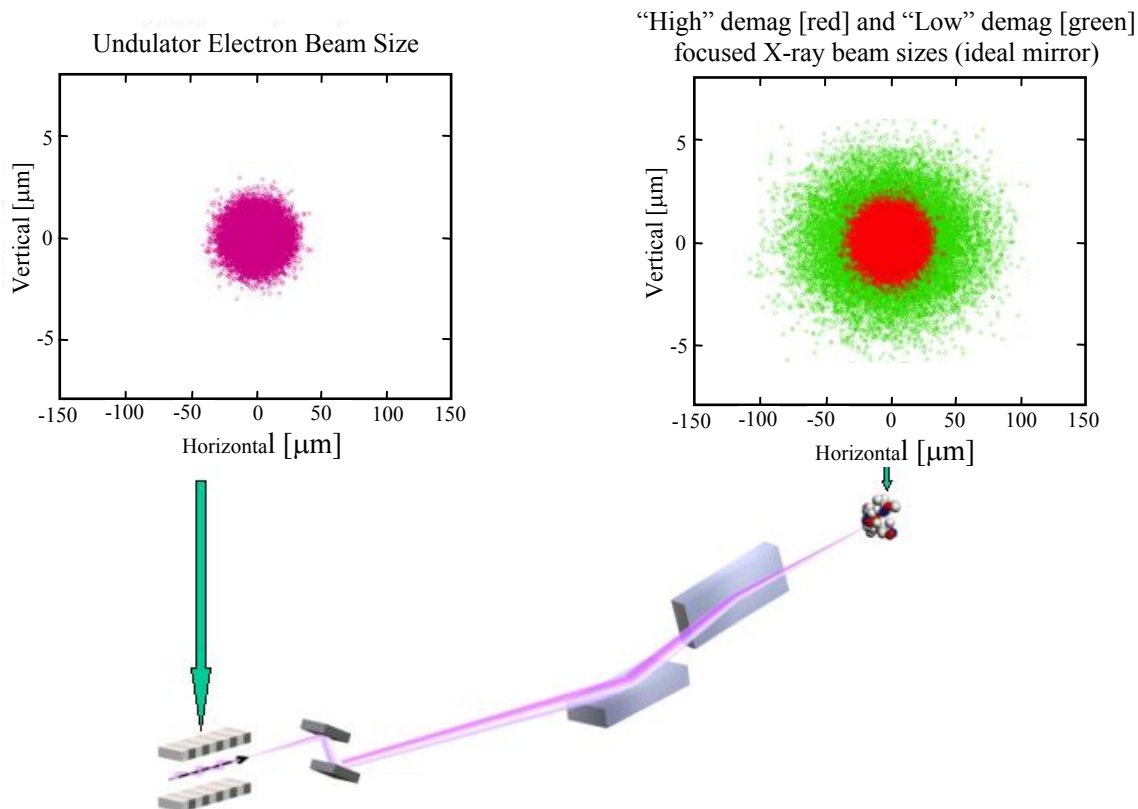 Undulator Electron Beam Size
“High” demag [red] and “Low” demag [green]
focused X-ray beam sizes (ideal mirror)
Vertical [μm]
5
0
-5
-150 -100 -50 0 50 100 150
Horizontal [μm]
Vertical [μm]
5
0
-5
-150 -100 -50 0 50 100 150
Horizontal [μm]